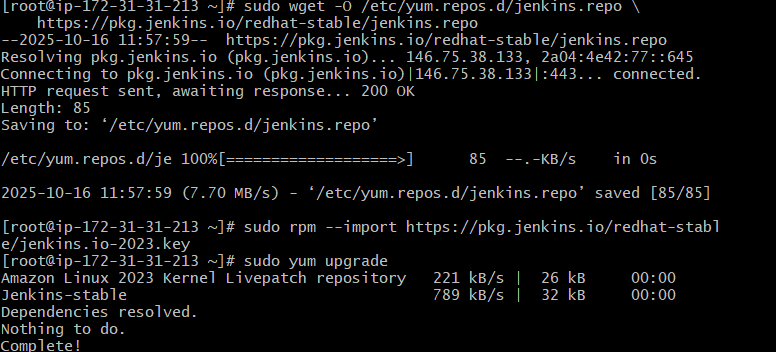 [root@ip-172-31-31-213 ~]# sudo wget -O /etc/yum.repos.d/jenkins.repo \
    https://pkg.jenkins.io/redhat-stable/jenkins.repo
--2025-10-16 11:57:59--  https://pkg.jenkins.io/redhat-stable/jenkins.repo
Resolving pkg.jenkins.io (pkg.jenkins.io)... 146.75.38.133, 2a04:4e42:77::645
Connecting to pkg.jenkins.io (pkg.jenkins.io)|146.75.38.133|:443... connected.
HTTP request sent, awaiting response... 200 OK
Length: 85
Saving to: ‘/etc/yum.repos.d/jenkins.repo’

/etc/yum.repos.d/je 100%[===================>]      85  --.-KB/s    in 0s

2025-10-16 11:57:59 (7.70 MB/s) - ‘/etc/yum.repos.d/jenkins.repo’ saved [85/85]

[root@ip-172-31-31-213 ~]# sudo rpm --import https://pkg.jenkins.io/redhat-stabl
e/jenkins.io-2023.key
[root@ip-172-31-31-213 ~]# sudo yum upgrade
Amazon Linux 2023 Kernel Livepatch repository   221 kB/s |  26 kB     00:00
Jenkins-stable                                  789 kB/s |  32 kB     00:00
Dependencies resolved.
Nothing to do.
Complete!